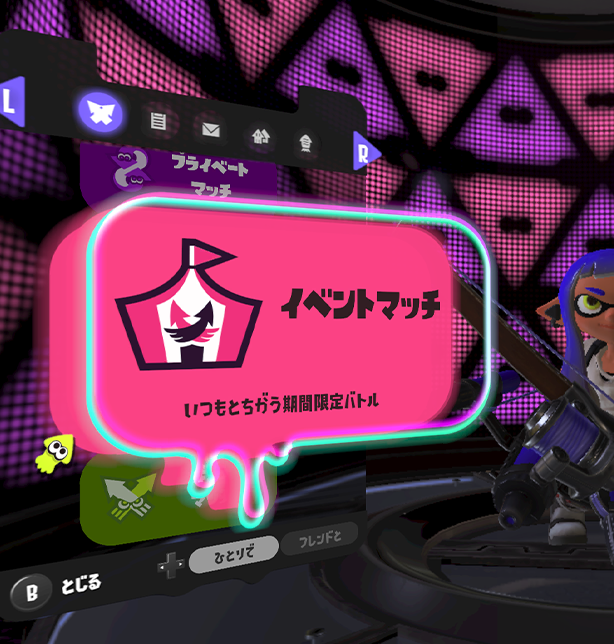 L
R
プライベート
マッチ
イベントマッチ
いつもとちがう期間限定バトル
ひとりで
フレンドと
B とじる